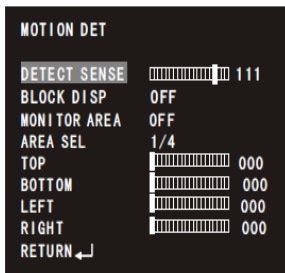 MOTION DET
DETECT SENSE 111
BLOCK DISP OFF
MONITOR AREA OFF
AREA SEL 1/4
TOP 000
BOTTOM 000
LEFT 000
RIGHT 000
RETURN